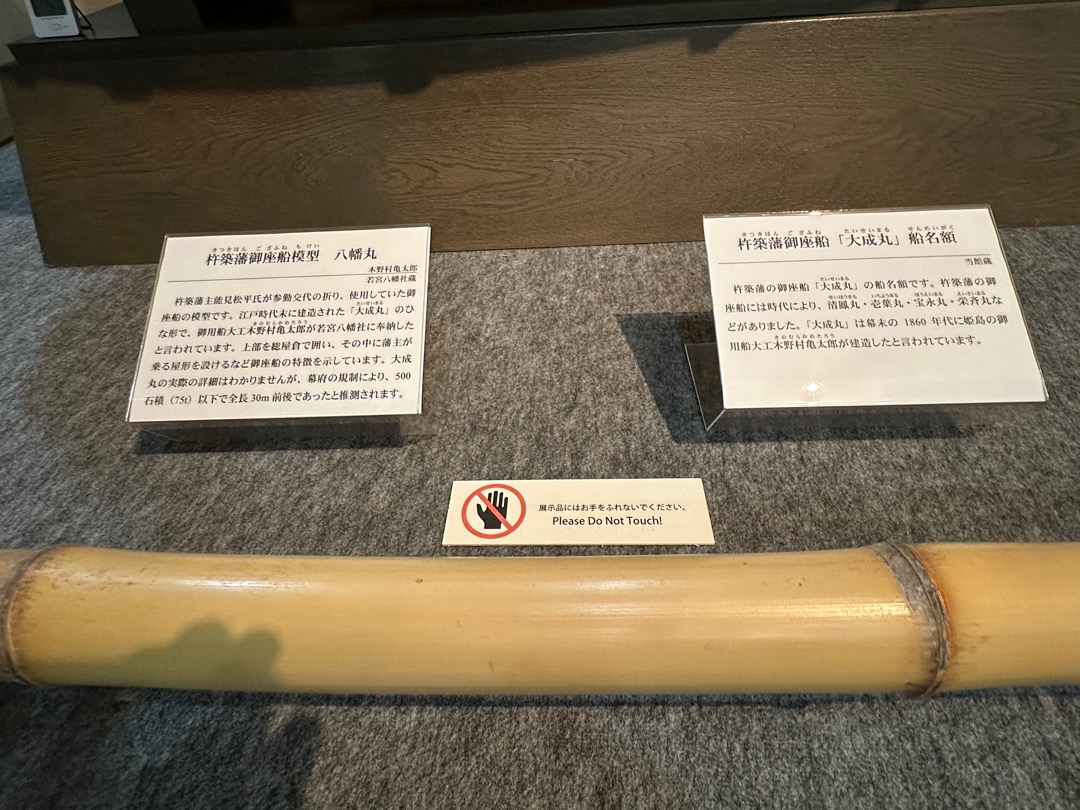 杵築藩御座船模型　八幡丸
木野村亀太郎
若宮八幡社蔵
杵築藩主能見松平氏が参勤交代の折り、使用していた御
座船の模型です。江戸時代末に建造された「大成丸」のひ
な形で、御用船大工木野村亀太郎が若宮八幡社に奉納した
と言われています。上部を総屋倉で囲い、その中に藩主が
乗る屋形を設けるなど御座船の特徴を示しています。大成
丸の実際の詳細はわかりませんが、幕府の規制により、500
石積（75t）以下で全長30m前後であったと推測されます。
杵築藩御座船「大成丸」船名額
当館蔵
杵築藩の御座船「大成丸」の船名額です。杵築藩の御
座船には時代により、清鳳丸・壱葉丸・宝永丸・栄斉丸な
どがありました。「大成丸」は幕末の1860年代に姫島の御
用船大工木野村亀太郎が建造したと言われています。
展示品にはお手をふれないでください。
Please Do Not Touch!